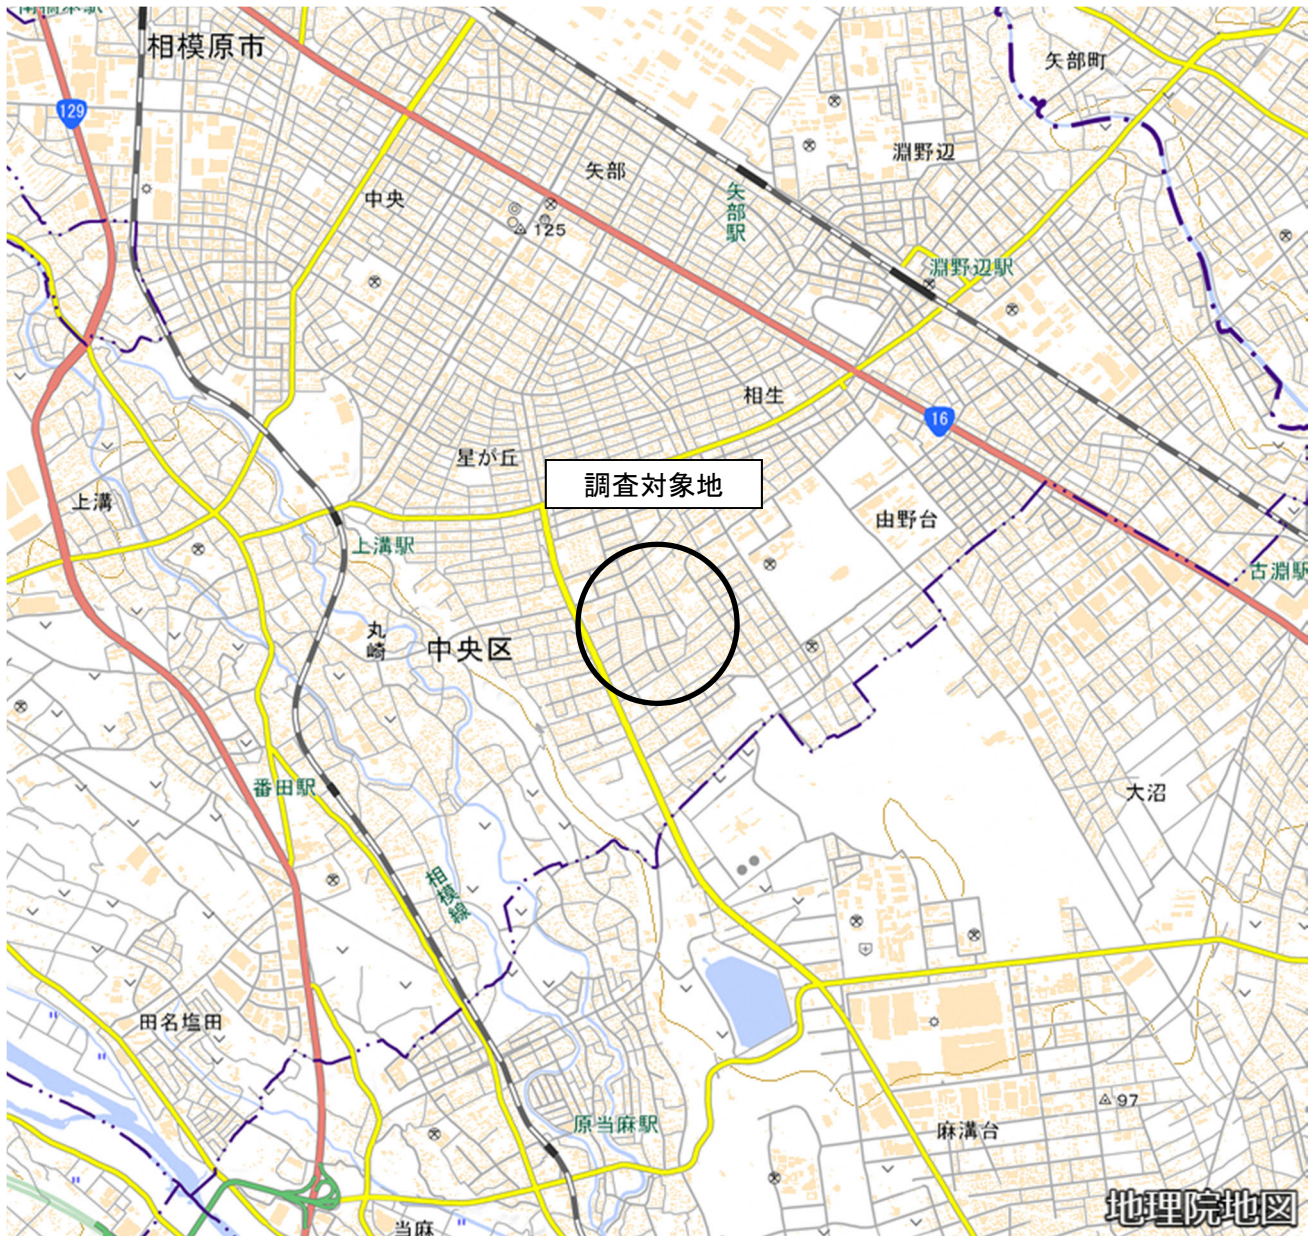 南橋本駅
相模原市
矢部町
129
淵野辺
矢部
中央
矢部駅
125
淵野辺駅
相生
16
星が丘
調査対象地
上溝
由野台
上溝駅
古淵駅
丸崎
中央区
番田駅
大沼
相模線
田名塩田
97
原当麻駅
麻溝台
当麻
地理院地図